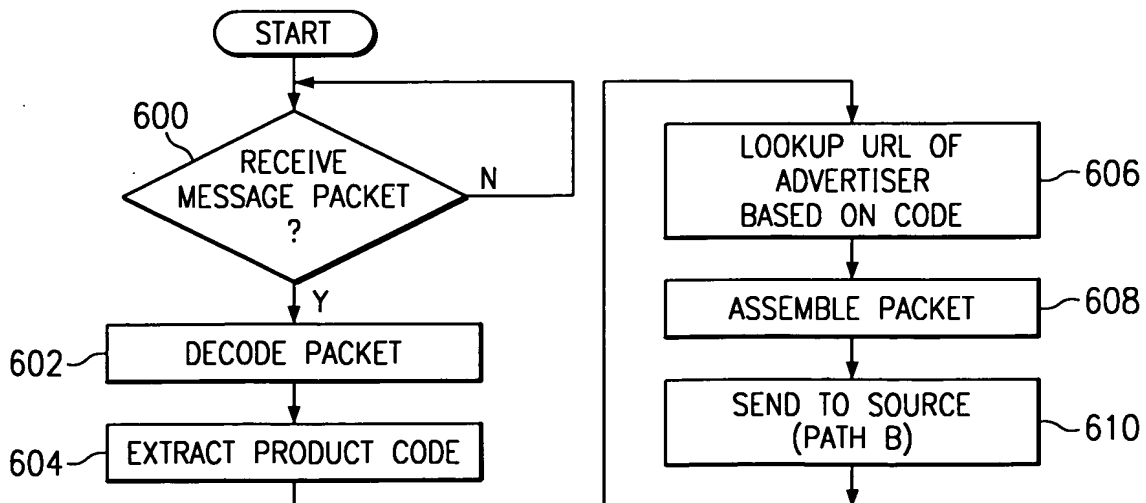 START
600
RECEIVE
MESSAGE PACKET
?
N
Y
602
DECODE PACKET
604
EXTRACT PRODUCT CODE
LOOKUP URL OF
ADVERTISER
BASED ON CODE
606
ASSEMBLE PACKET
608
SEND TO SOURCE
(PATH B)
610